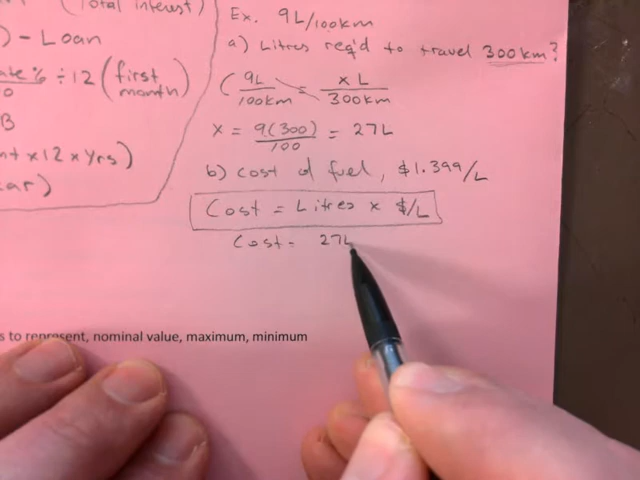 (Total interest)
) - Loan
ate % ÷ 12 (first month)
B
nt x 12 x yrs)
ar)
Ex. 9L/100km
a) Litres req'd to travel 300km?
(9L/100km = x L/300km
x = 9(300)/100 = 27L
b) Cost of fuel, $1.399/L
Cost = Litres x $/L
Cost = 27L
s to represent, nominal value, maximum, minimum